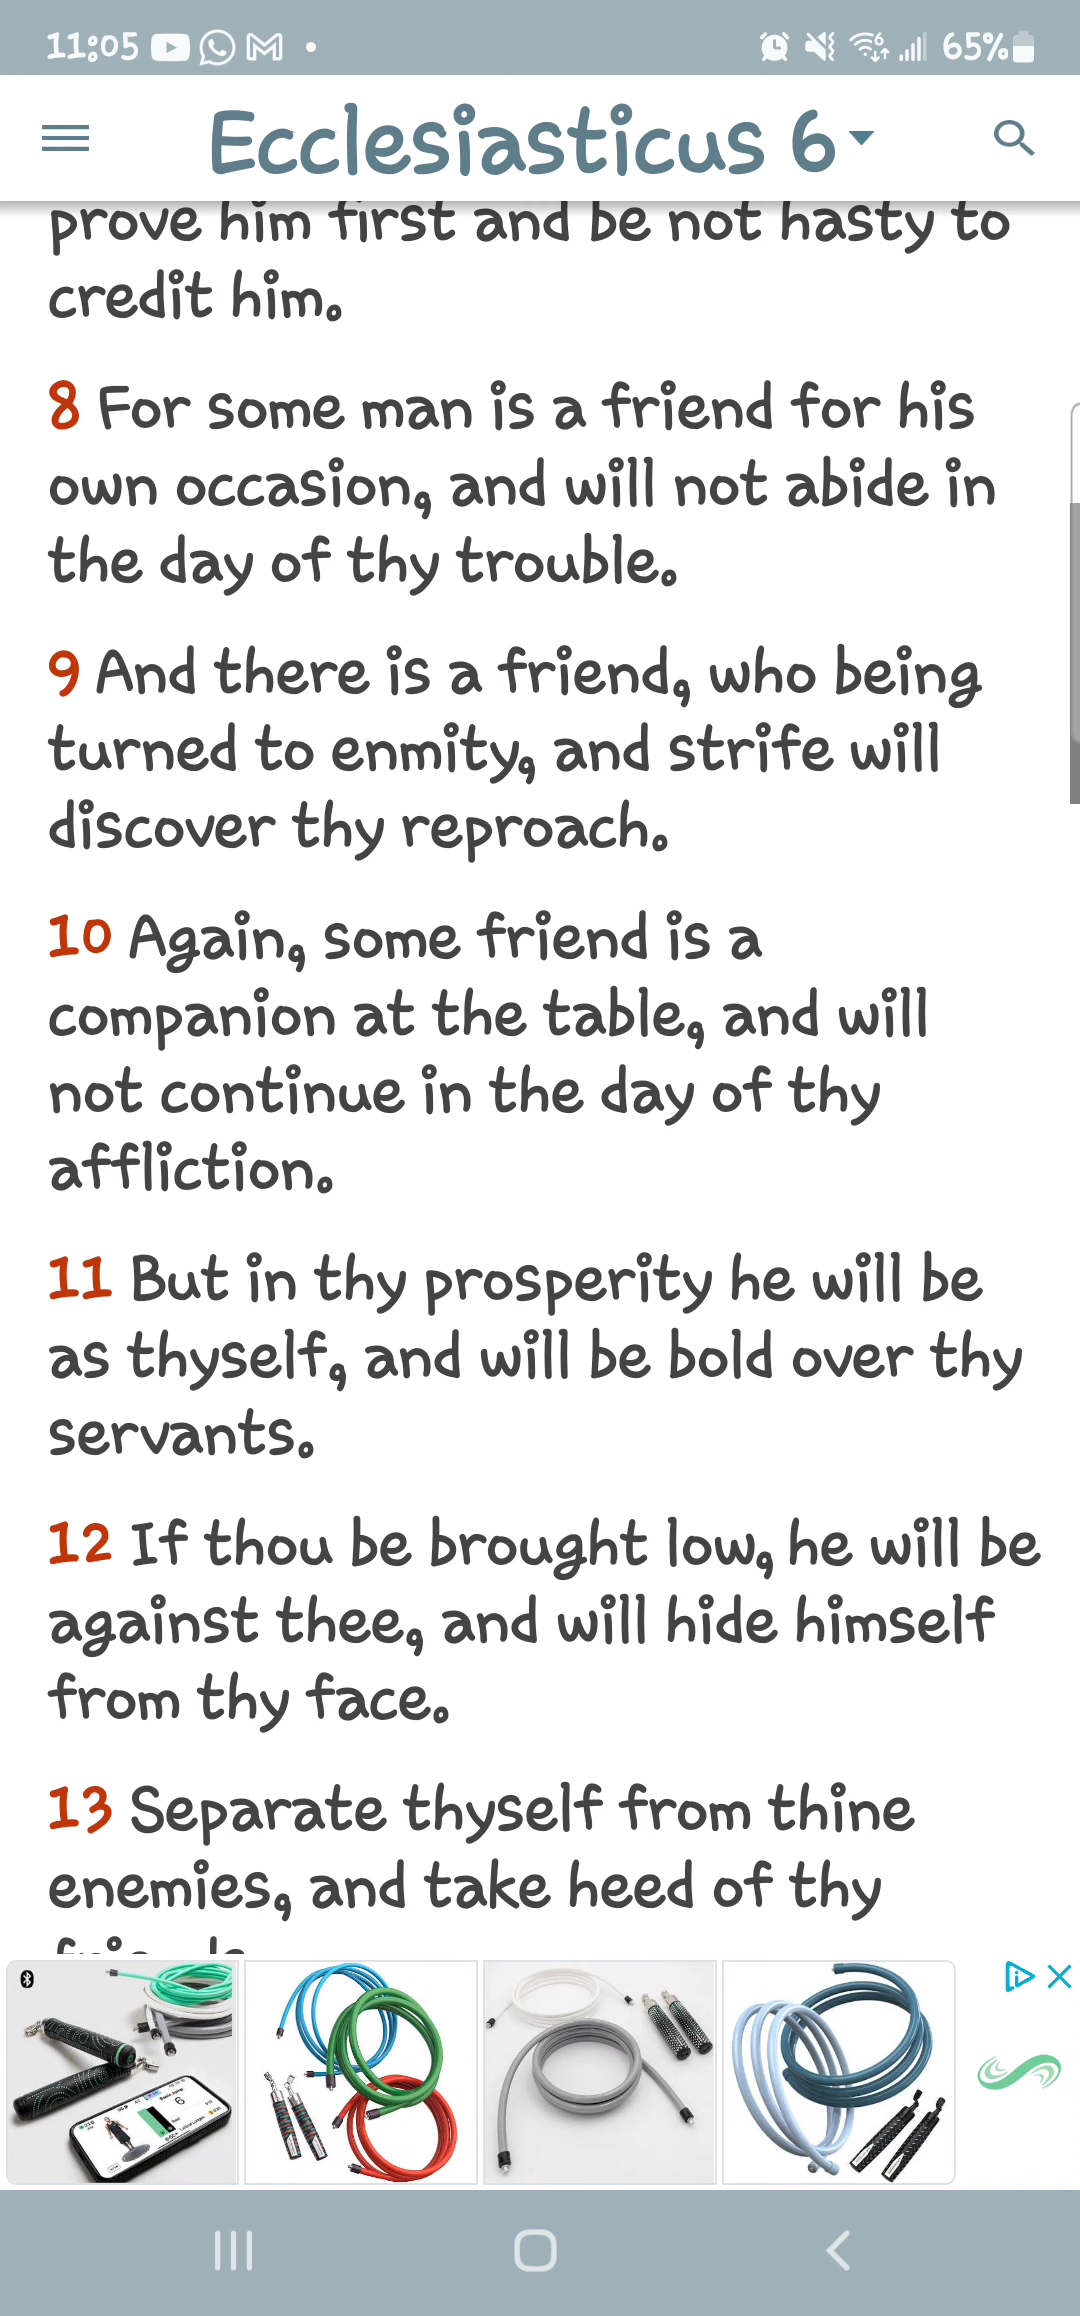 11:05
65%
Ecclesiasticus 6
prove him first and be not hasty to
credit him.
8 For some man is a friend for his
own occasion, and will not abide in
the day of thy trouble.
9 And there is a friend, who being
turned to enmity, and strife will
discover thy reproach.
10 Again, some friend is a
companion at the table, and will
not continue in the day of thy
affliction.
11 But in thy prosperity he will be
as thyself, and will be bold over thy
servants.
12 If thou be brought low, he will be
against thee, and will hide himself
from thy face.
13 Separate thyself from thine
enemies, and take heed of thy